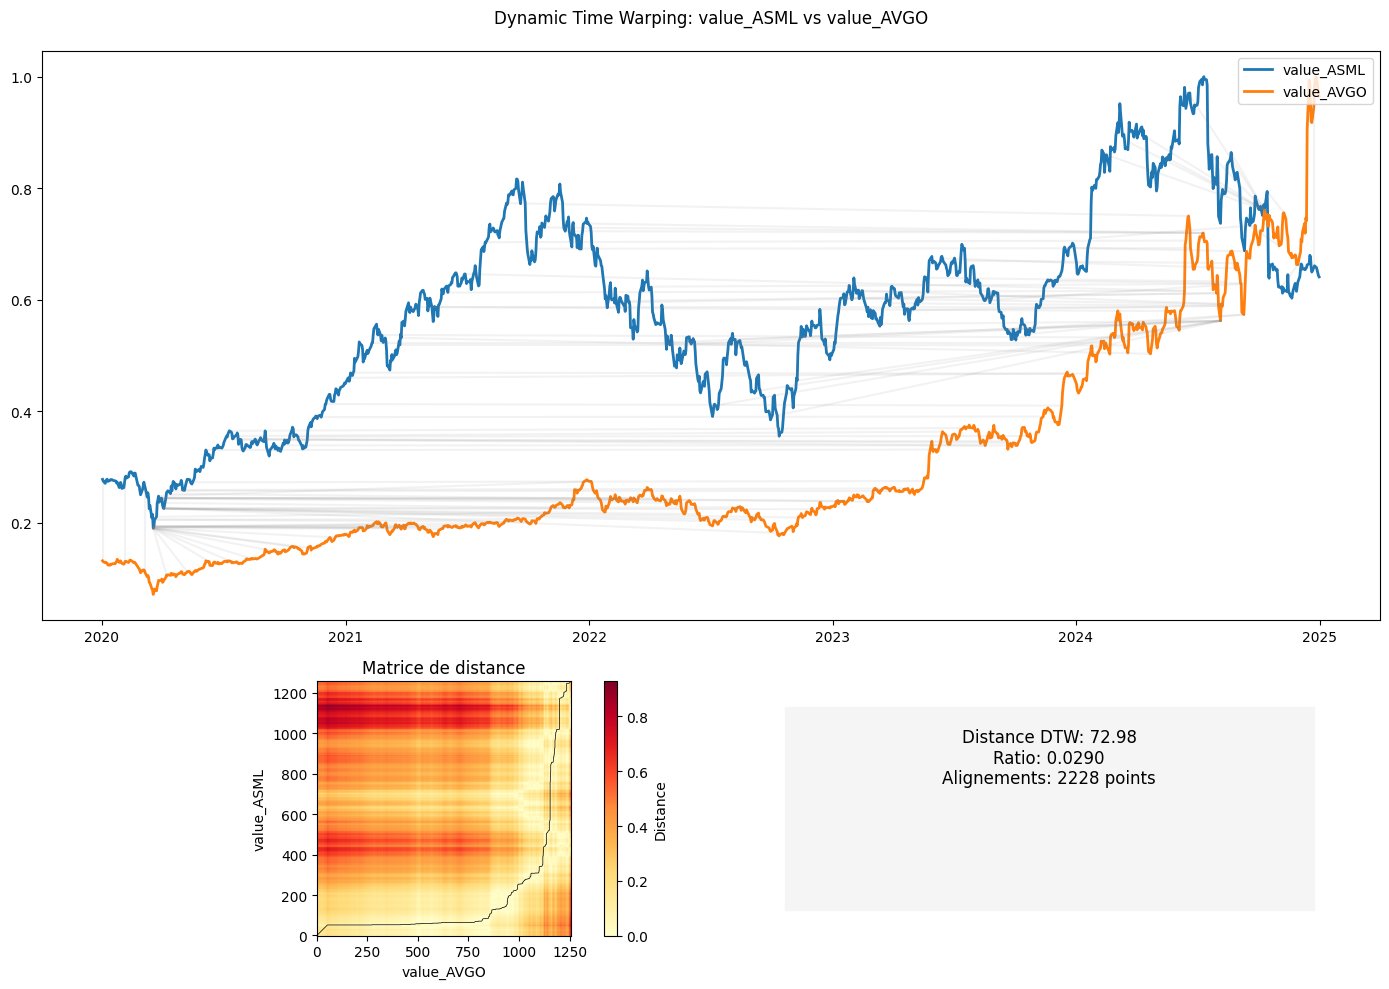 Dynamic Time Warping: value_ASML vs value_AVGO
1.0
0.8
0.6
0.4
0.2
value_ASML
value_AVGO
2020 2021 2022 2023 2024 2025
Matrice de distance
1200
1000
800
600
400
200
0
value_ASML
0 250 500 750 1000 1250
value_AVGO
0.8
0.6
0.4
0.2
0.0
Distance
Distance DTW: 72.98
Ratio: 0.0290
Alignements: 2228 points